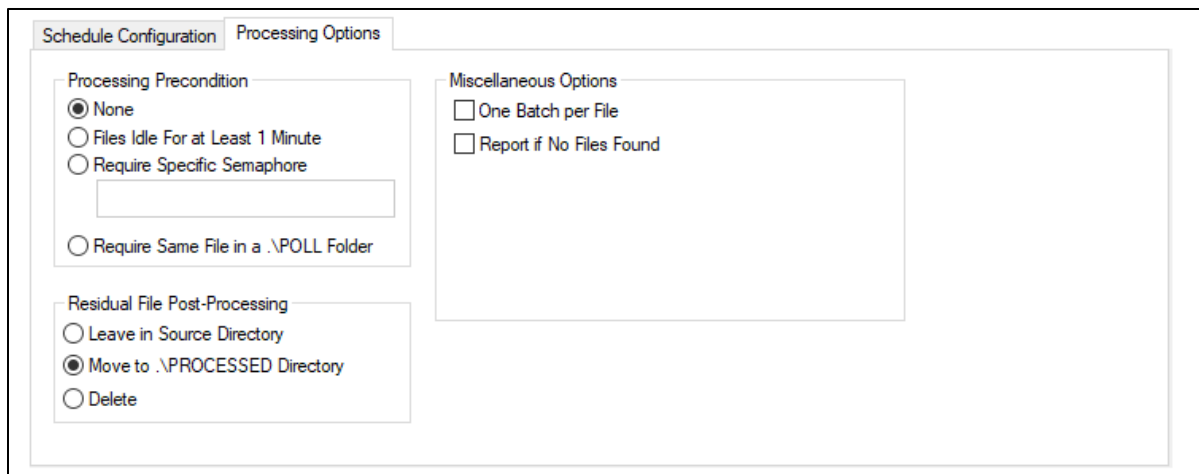 Schedule Configuration
Processing Options
Processing Precondition
None
Files Idle For at Least 1 Minute
Require Specific Semaphore
Require Same File in a .\POLL Folder
Residual File Post-Processing
Leave in Source Directory
Move to .\PROCESSED Directory
Delete
Miscellaneous Options
One Batch per File
Report if No Files Found